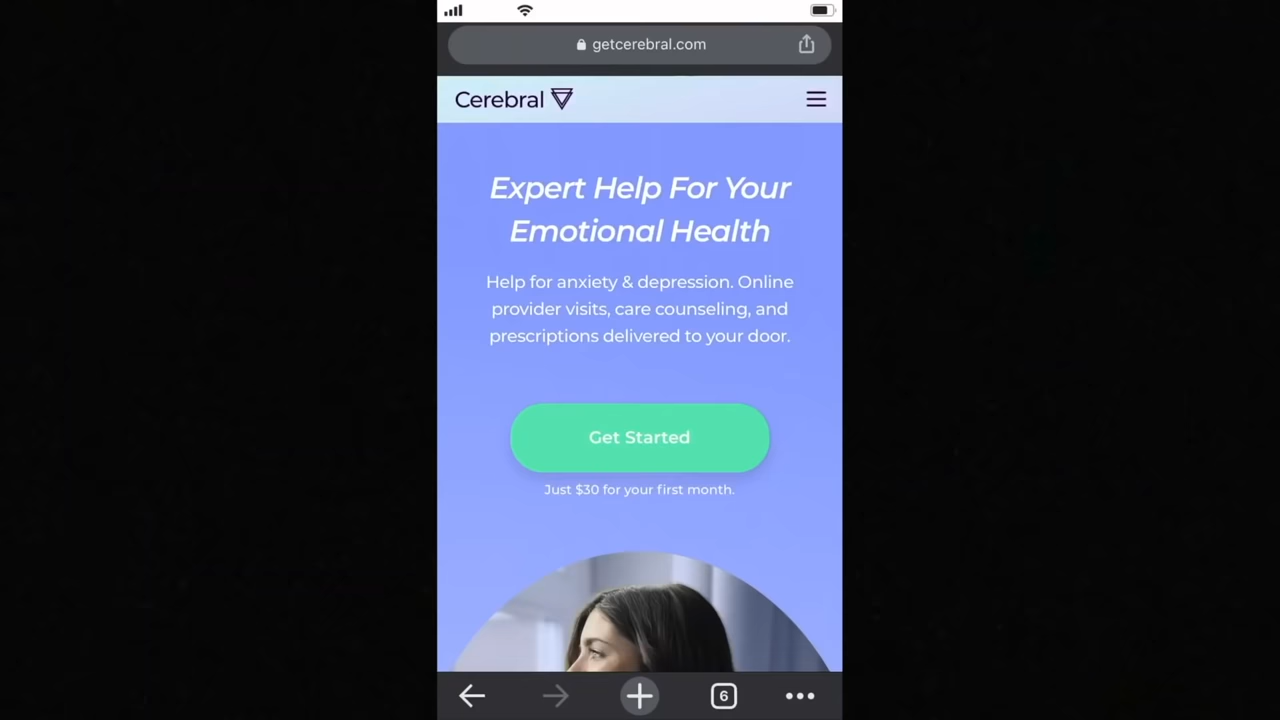 getcerebral.com
Cerebral
Expert Help For Your
Emotional Health
Help for anxiety & depression. Online
provider visits, care counseling, and
prescriptions delivered to your door.
Get Started
Just $30 for your first month.
6